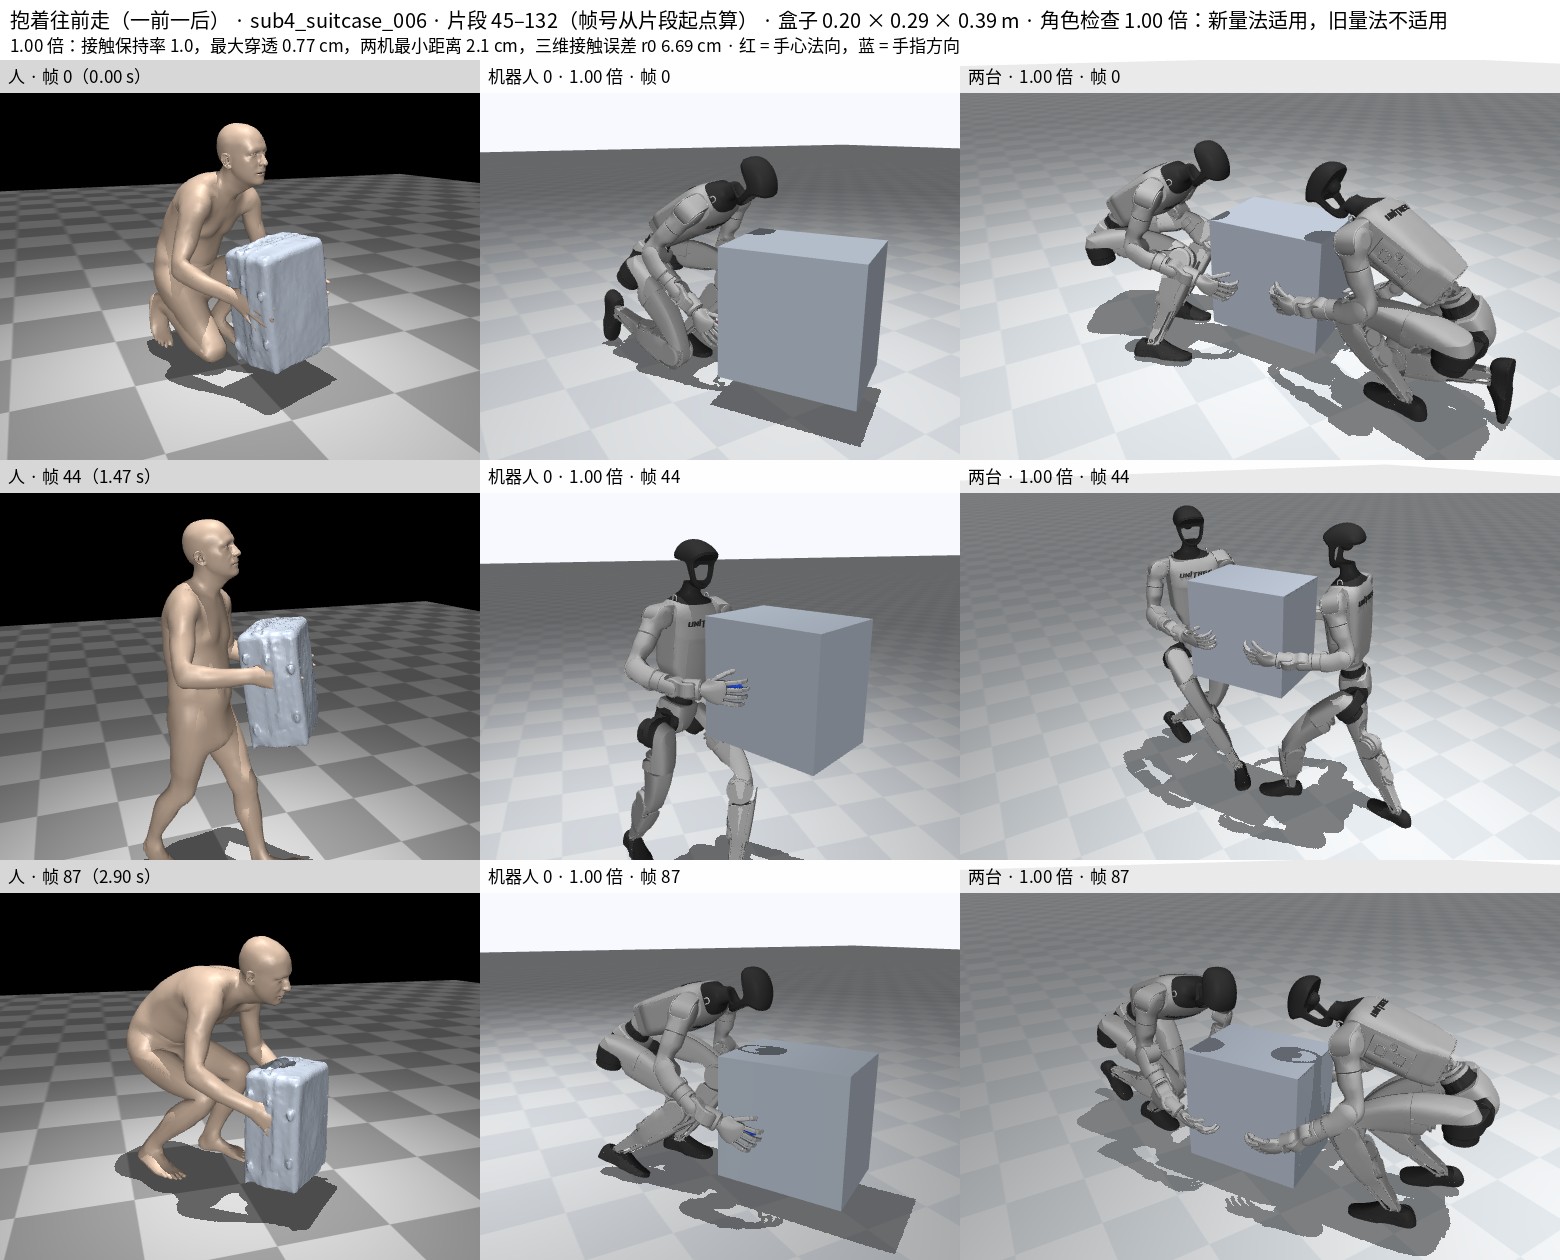 抱着往前走（一前一后） · sub4_suitcase_006 · 片段 45–132（帧号从片段起点算） · 盒子 0.20 × 0.29 × 0.39 m · 角色检查 1.00 倍：新量法适用，旧量法不适用
1.00 倍：接触保持率 1.0，最大穿透 0.77 cm，两机最小距离 2.1 cm，三维接触误差 r0 6.69 cm · 红 = 手心法向，蓝 = 手指方向
人 · 帧 0（0.00 s）
机器人 0 · 1.00 倍 · 帧 0
两台 · 1.00 倍 · 帧 0
人 · 帧 44（1.47 s）
机器人 0 · 1.00 倍 · 帧 44
两台 · 1.00 倍 · 帧 44
人 · 帧 87（2.90 s）
机器人 0 · 1.00 倍 · 帧 87
两台 · 1.00 倍 · 帧 87